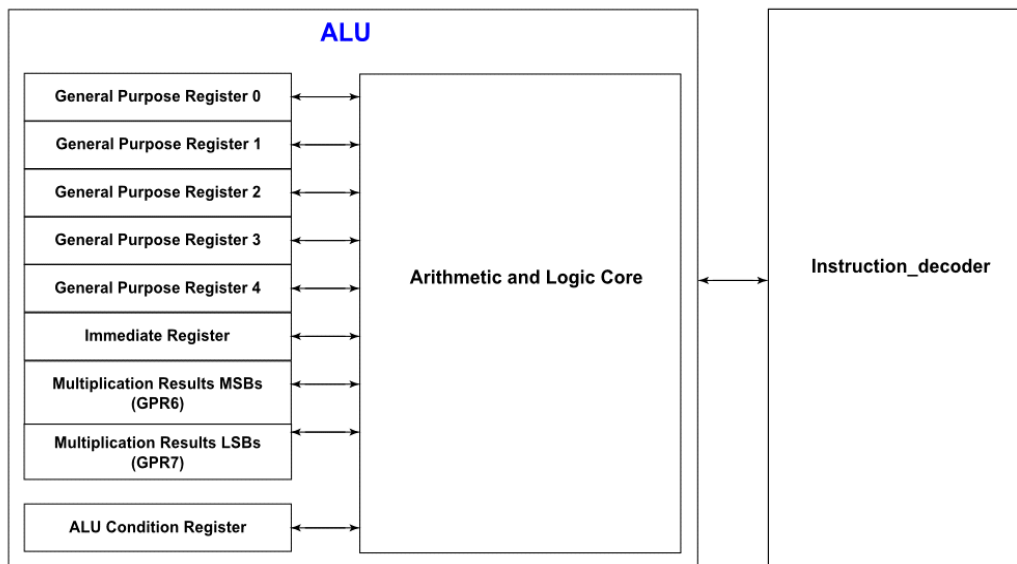 ALU
General Purpose Register 0
General Purpose Register 1
General Purpose Register 2
General Purpose Register 3
General Purpose Register 4
Immediate Register
Multiplication Results MSBs
(GPR6)
Multiplication Results LSBs
(GPR7)
ALU Condition Register
Arithmetic and Logic Core
Instruction_decoder